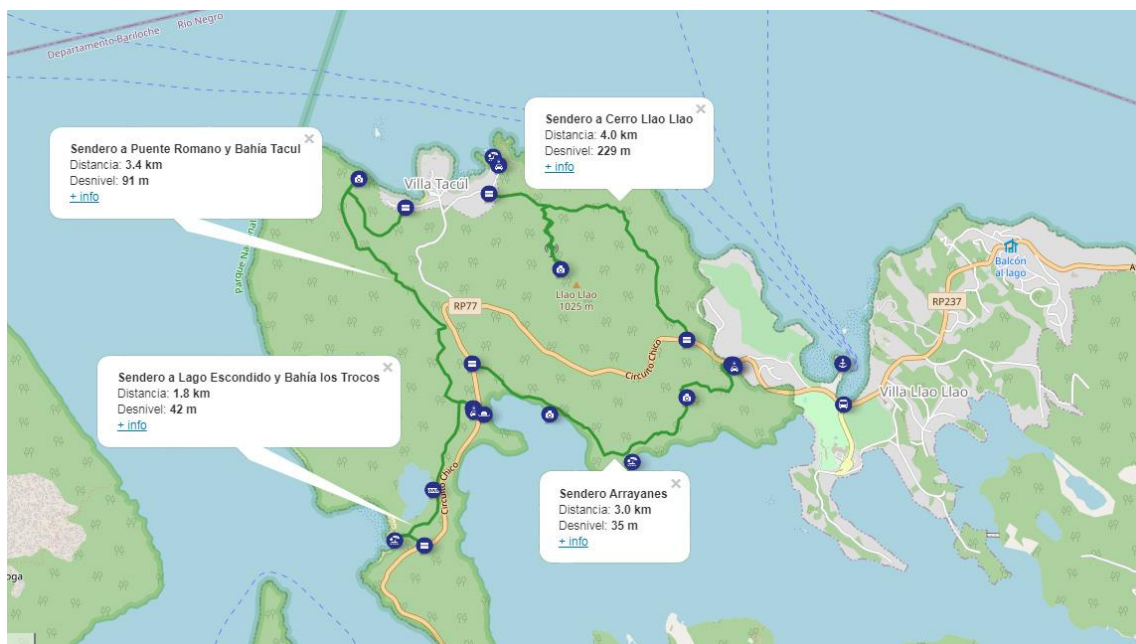 Río Negro
Departamento Bariloche
Sendero a Cerro Llao Llao
Distancia: 4.0 km
Desnivel: 229 m
+ info
Sendero a Puente Romano y Bahía Tacul
Distancia: 3.4 km
Desnivel: 91 m
+ info
Villa Tacúl
Parque Nacional
Balcón
al lago
RP237
Llao Llao
1025 m
RP77
Circuito Chico
Sendero a Lago Escondido y Bahía los Trocos
Distancia: 1.8 km
Desnivel: 42 m
+ info
Villa Llao Llao
Circuito Chico
Sendero Arrayanes
Distancia: 3.0 km
Desnivel: 35 m
+ info
oga